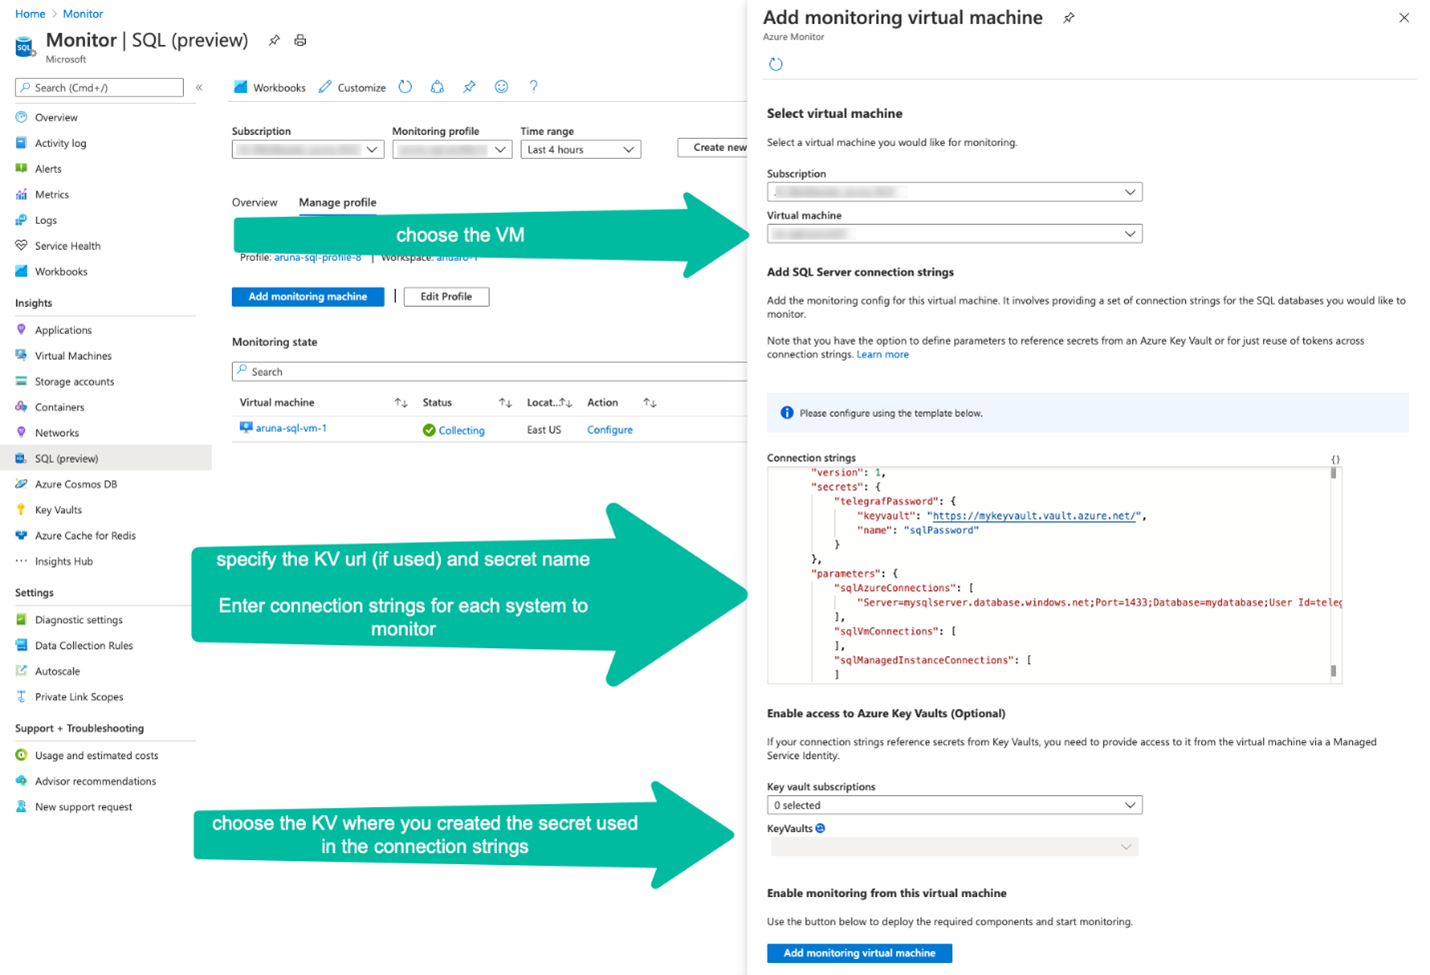 Home > Monitor
Monitor | SQL (preview)
Microsoft
Search (Cmd+/)
«
Overview
Activity log
Alerts
Metrics
Logs
Service Health
Workbooks
Insights
Applications
Virtual Machines
Storage accounts
Containers
Networks
SQL (preview)
Azure Cosmos DB
Key Vaults
Azure Cache for Redis
Insights Hub
Settings
Diagnostic settings
Data Collection Rules
Autoscale
Private Link Scopes
Support + Troubleshooting
Usage and estimated costs
Advisor recommendations
New support request
Workbooks Customize ?
Subscription Monitoring profile Time range
Last 4 hours Create new
Overview Manage profile
choose the VM
Profile: aruna-sql-profile-8 | Workspace:
Add monitoring machine | Edit Profile
Monitoring state
Search
Virtual machine ↑↓ Status ↑↓ Locat...↑↓ Action ↑↓
aruna-sql-vm-1 Collecting East US Configure
specify the KV url (if used) and secret name
Enter connection strings for each system to
monitor
choose the KV where you created the secret used
in the connection strings
Add monitoring virtual machine
Azure Monitor
Select virtual machine
Select a virtual machine you would like for monitoring.
Subscription
Virtual machine
Add SQL Server connection strings
Add the monitoring config for this virtual machine. It involves providing a set of connection strings for the SQL databases you would like to
monitor.
Note that you have the option to define parameters to reference secrets from an Azure Key Vault or for just reuse of tokens across
connection strings. Learn more
Please configure using the template below.
Connection strings {}
"version": 1,
"secrets": {
"telegrafPassword": {
"keyvault": "https://mykeyvault.vault.azure.net/",
"name": "sqlPassword"
}
},
"parameters": {
"sqlAzureConnections": [
"Server=mysqlserver.database.windows.net;Port=1433;Database=mydatabase;User Id=teleg
],
"sqlVmConnections": [
],
"sqlManagedInstanceConnections": [
]
Enable access to Azure Key Vaults (Optional)
If your connection strings reference secrets from Key Vaults, you need to provide access to it from the virtual machine via a Managed
Service Identity.
Key vault subscriptions
0 selected
KeyVaults
Enable monitoring from this virtual machine
Use the button below to deploy the required components and start monitoring.
Add monitoring virtual machine